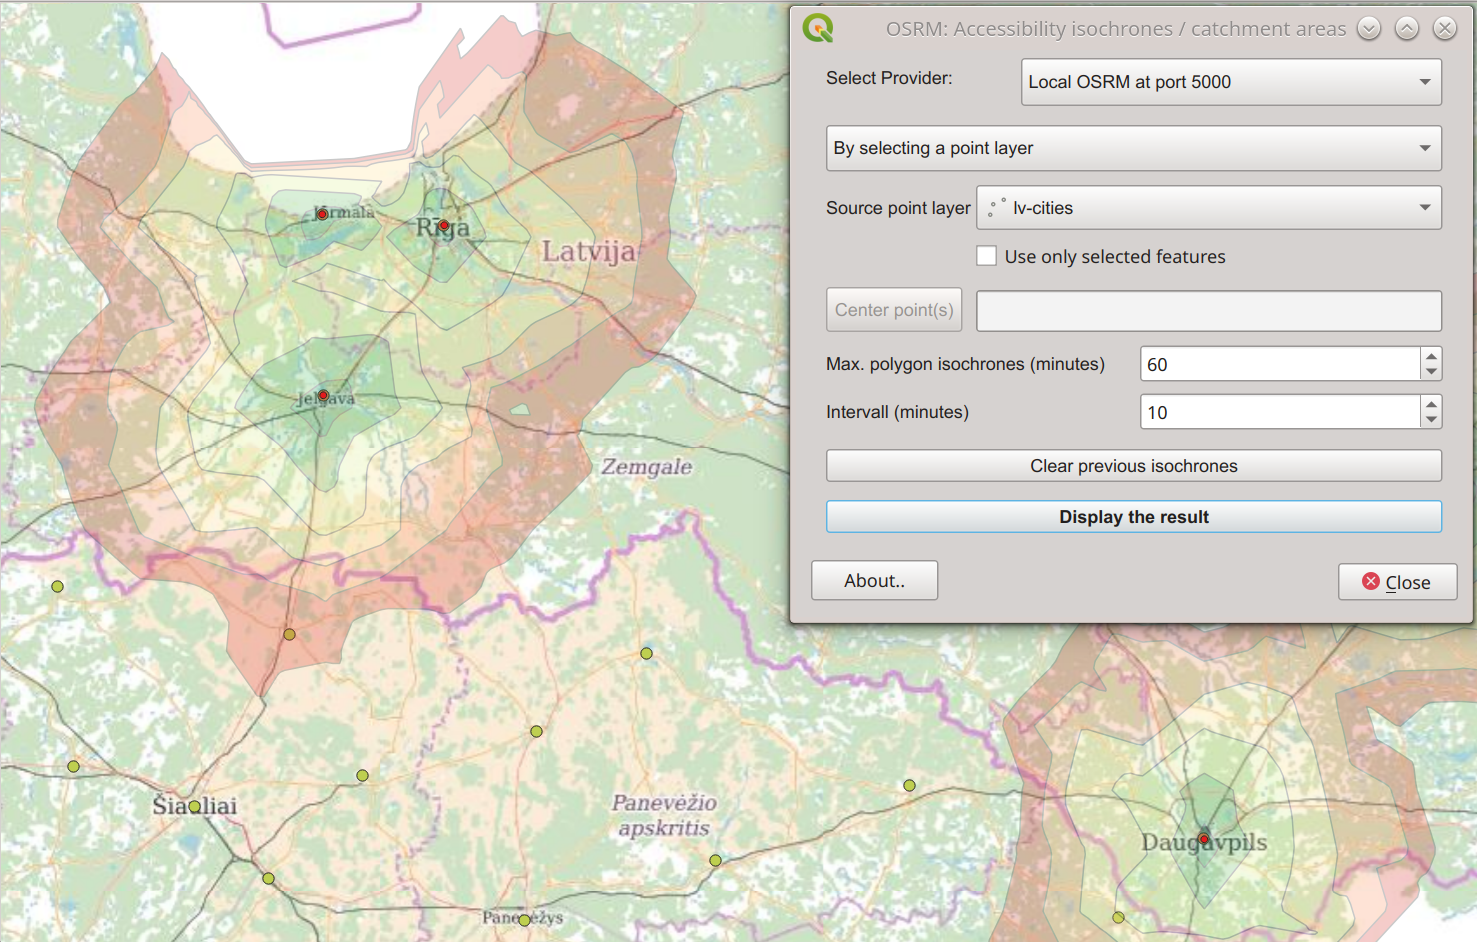 OSRM: Accessibility isochrones / catchment areas
Select Provider:
Local OSRM at port 5000
By selecting a point layer
Source point layer
lv-cities
Use only selected features
Center point(s)
Max. polygon isochrones (minutes)
60
Intervall (minutes)
10
Clear previous isochrones
Display the result
About..
Close
Jūrmala
Rīga
Latvija
Jelgava
Zemgale
Šiauliai
Panevėžio
apskritis
Daugavpils
Panevėžys